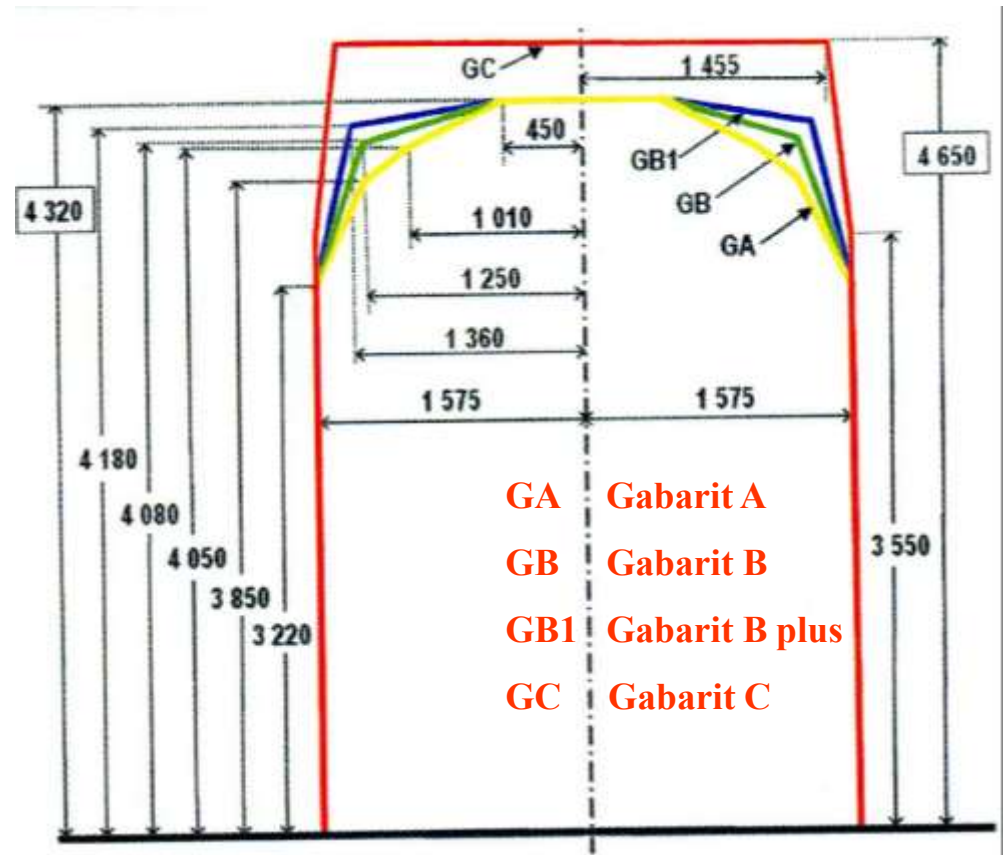 GC
1 455
450
GB1
4 650
GB
4 320
1 010
GA
1 250
1 360
1 575
1 575
4 180
GA Gabarit A
4 080
GB Gabarit B
3 550
4 050
3 850
GB1 Gabarit B plus
3 220
GC Gabarit C